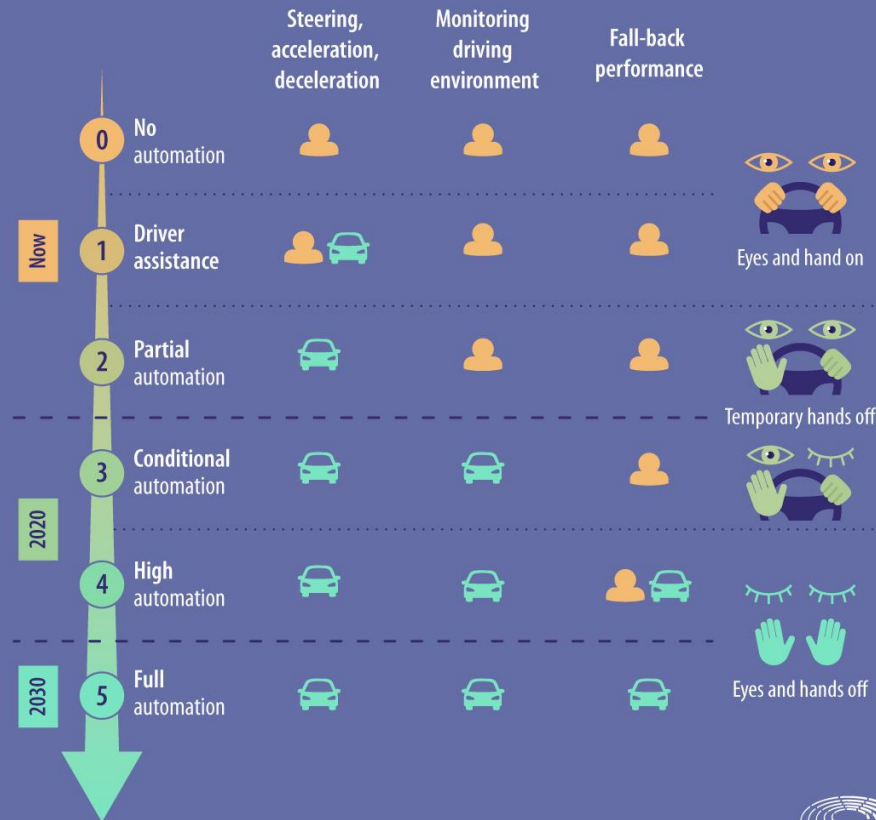 Steering,
acceleration,
deceleration
Monitoring
driving
environment
Fall-back
performance
0
No
automation
Now
1
Driver
assistance
Eyes and hand on
2
Partial
automation
Temporary hands off
3
Conditional
automation
2020
4
High
automation
2030
5
Full
automation
Eyes and hands off